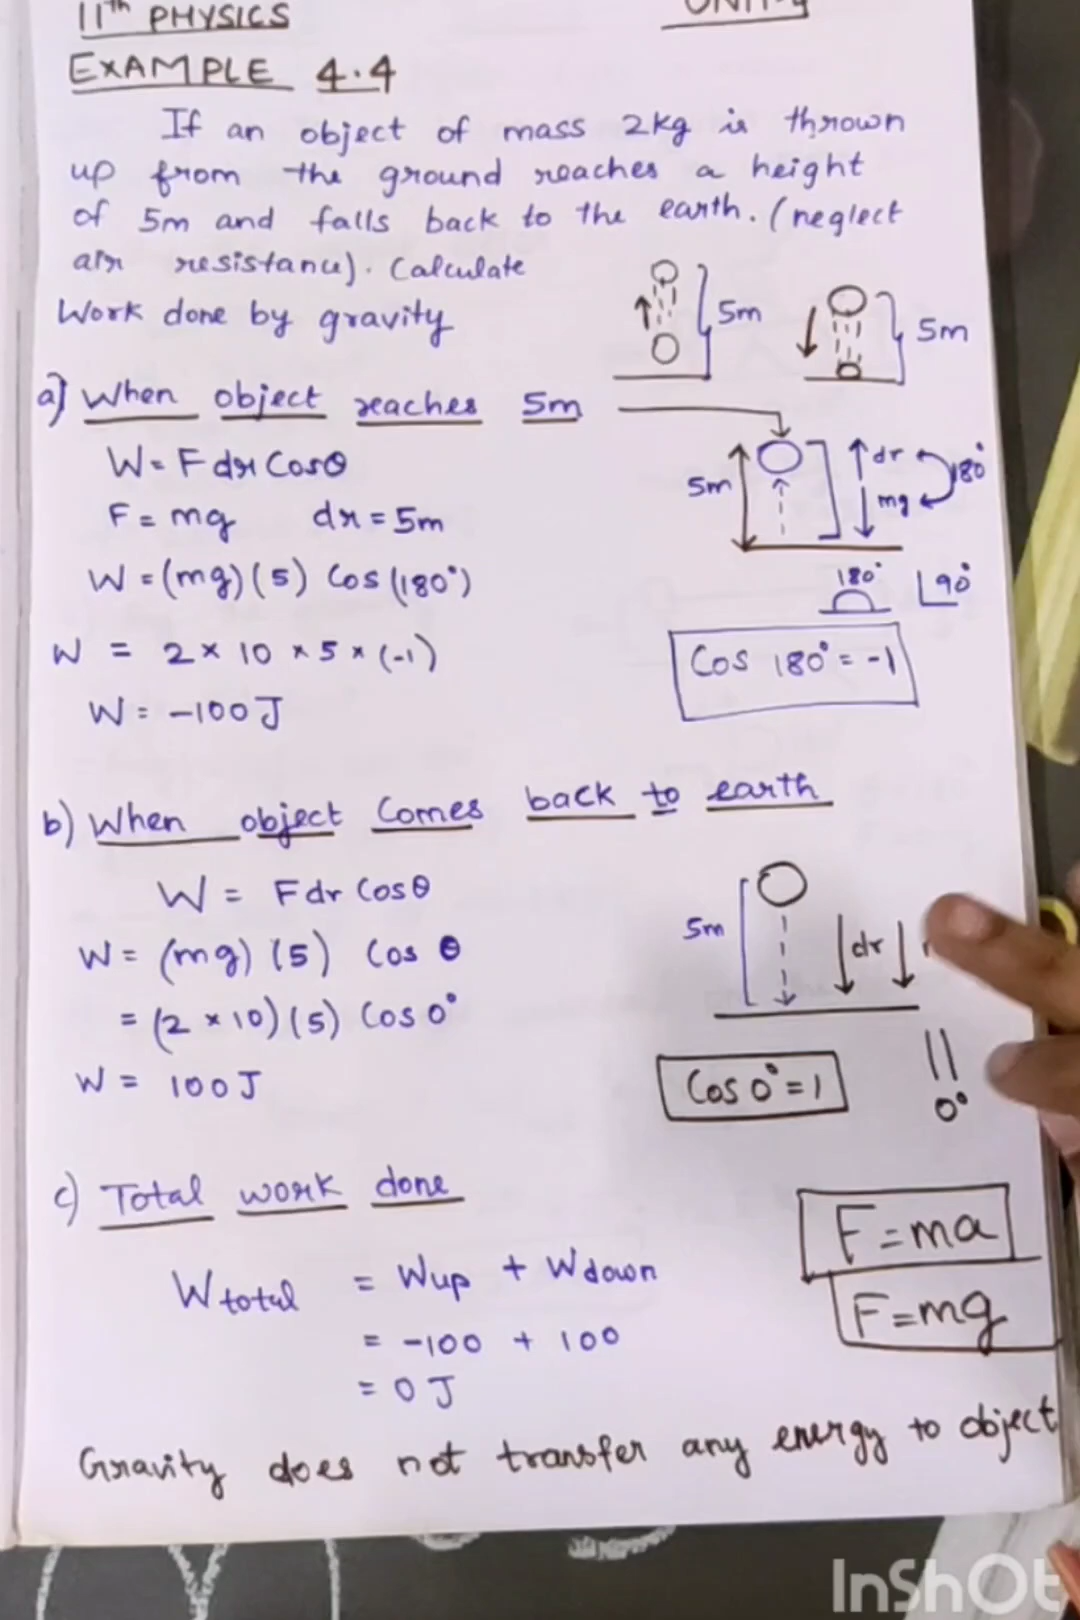 11th PHYSICS
EXAMPLE 4.4
If an object of mass 2kg is thrown
up from the ground reaches a height
of 5m and falls back to the earth. (neglect
air resistance). Calculate
Work done by gravity
5m
5m
a) When object reaches 5m
W = F dr Cosθ
F = mg dr = 5m
W = (mg) (5) Cos (180°)
W = 2 × 10 × 5 × (-1)
W = -100J
5m
dr
mg
180°
180°
90°
Cos 180° = -1
b) When object Comes back to earth
W = Fdr Cosθ
W = (mg) (5) Cos θ
= (2 × 10) (5) Cos 0°
W = 100J
5m
dr
Cos 0° = 1
0°
c) Total work done
W total = Wup + Wdown
= -100 + 100
= 0 J
F = ma
F = mg
Gravity does not transfer any energy to object
InShOt